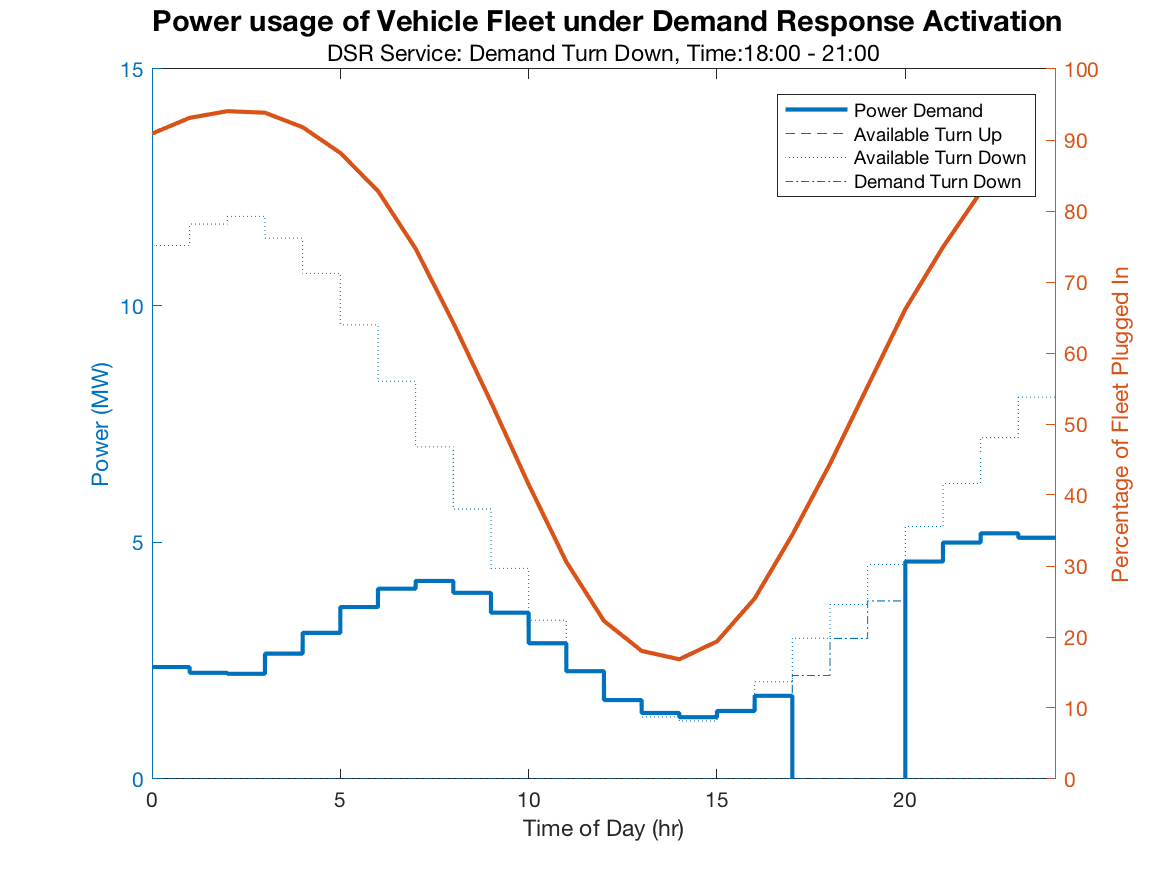 Power usage of Vehicle Fleet under Demand Response Activation
DSR Service: Demand Turn Down, Time:18:00 - 21:00
15
10
5
0
Power (MW)
Power Demand
Available Turn Up
Available Turn Down
Demand Turn Down
100
90
80
70
60
50
40
30
20
10
0
Percentage of Fleet Plugged In
0 5 10 15 20
Time of Day (hr)